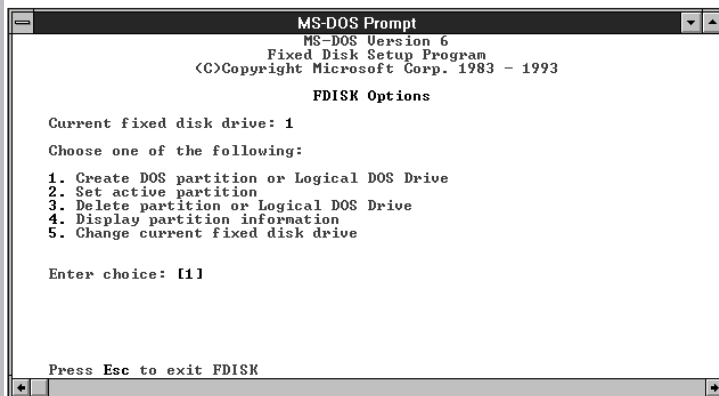 MS-DOS Prompt
MS-DOS Version 6
Fixed Disk Setup Program
(C)Copyright Microsoft Corp. 1983 - 1993
FDISK Options
Current fixed disk drive: 1
Choose one of the following:
1. Create DOS partition or Logical DOS Drive
2. Set active partition
3. Delete partition or Logical DOS Drive
4. Display partition information
5. Change current fixed disk drive
Enter choice: [1]
Press Esc to exit FDISK